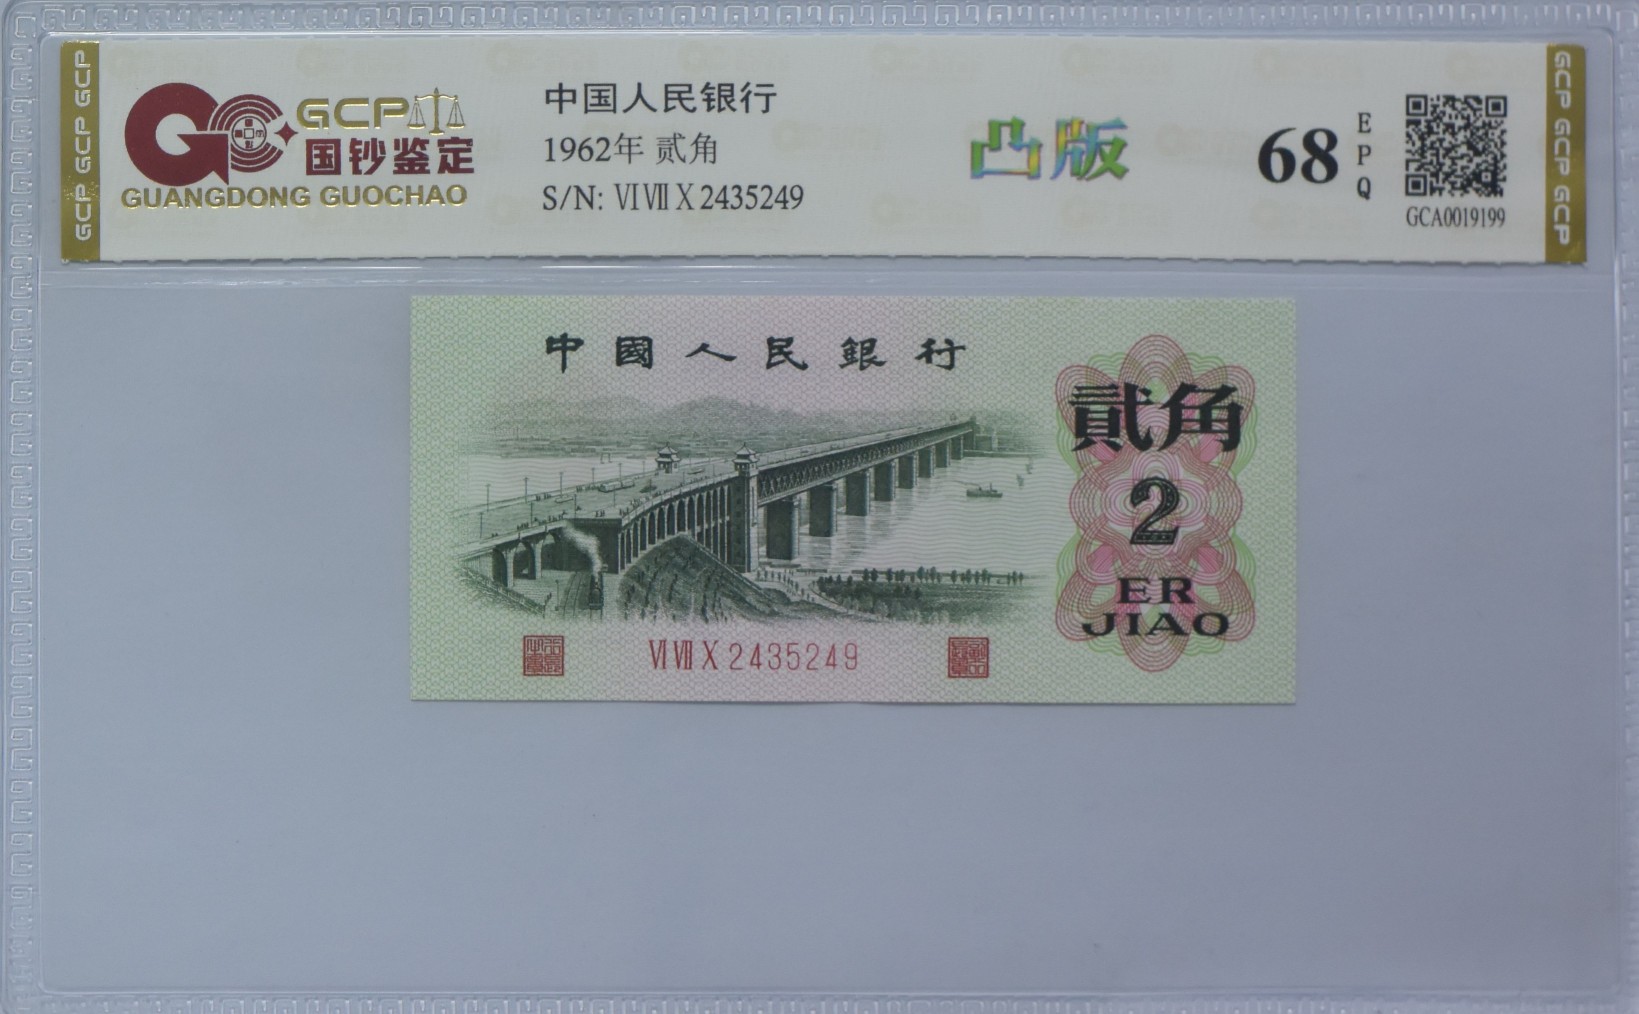 GCP GCP GCP
GCP
国钞鉴定
GUANGDONG GUOCHAO
中国人民银行
1962年 贰角
S/N: ⅥⅦⅩ2435249
凸版
68
EPQ
GCA0019199
GCP GCP GCP
中國人民銀行
貳角
2
ER
JIAO
ⅥⅦⅩ2435249